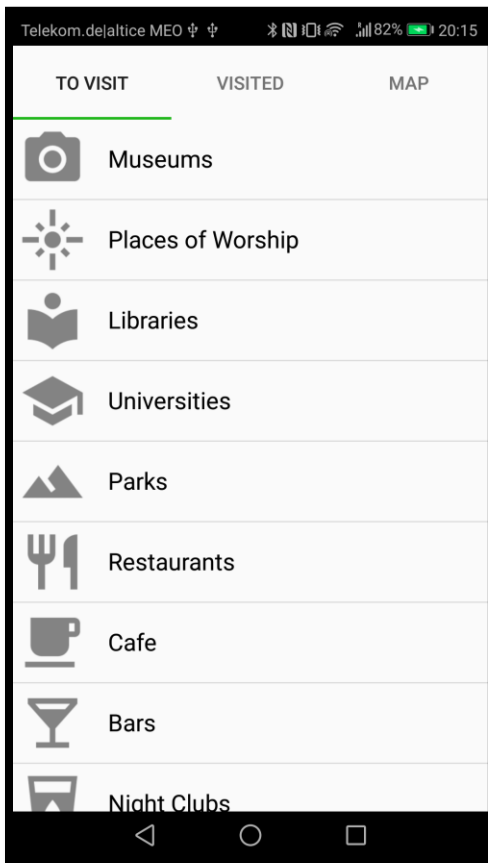 Telekom.de|altice MEO 82% 20:15
TO VISIT VISITED MAP
Museums
Places of Worship
Libraries
Universities
Parks
Restaurants
Cafe
Bars
Night Clubs